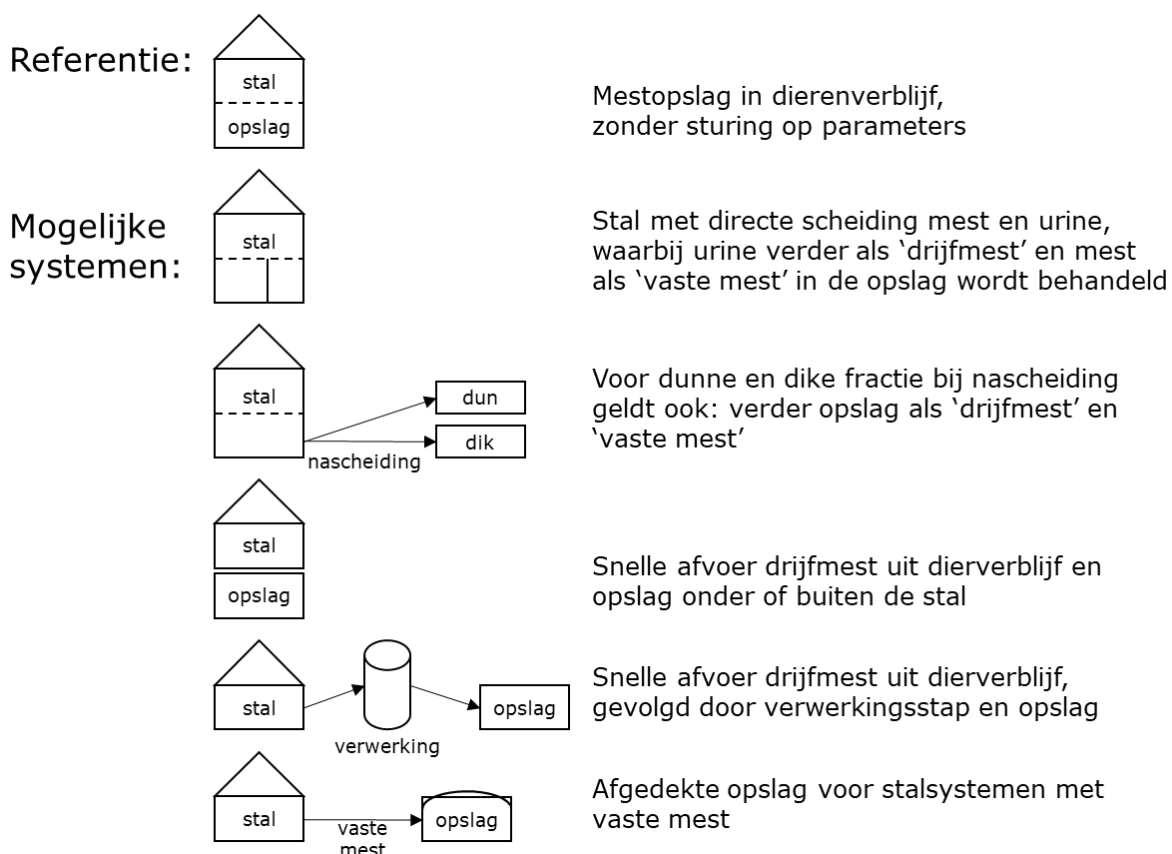 Referentie:
stal
opslag
Mestopslag in dierenverblijf,
zonder sturing op parameters
Mogelijke
systemen:
stal
Stal met directe scheiding mest en urine,
waarbij urine verder als ‘drijfmest’ en mest
als ‘vaste mest’ in de opslag wordt behandeld
stal
dun
dik
nascheiding
Voor dunne en dike fractie bij nascheiding
geldt ook: verder opslag als ‘drijfmest’ en
‘vaste mest’
stal
opslag
Snelle afvoer drijfmest uit dierverblijf en
opslag onder of buiten de stal
stal
verwerking
opslag
Snelle afvoer drijfmest uit dierverblijf,
gevolgd door verwerkingsstap en opslag
stal
vaste
mest
opslag
Afgedekte opslag voor stalsystemen met
vaste mest